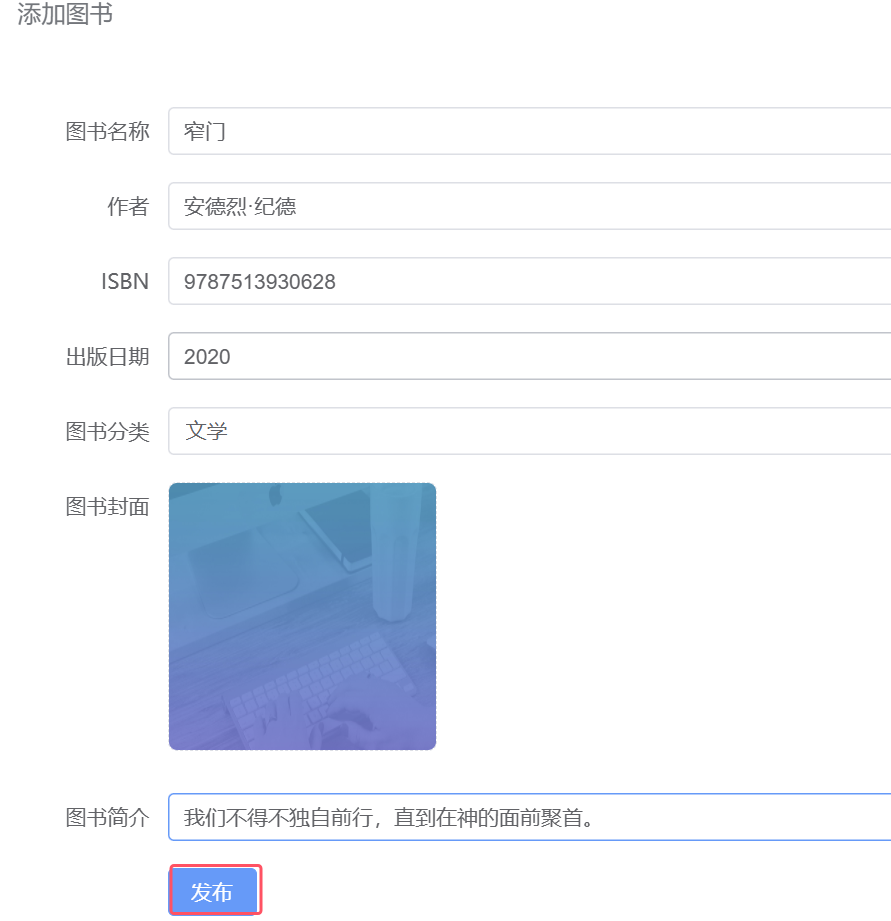 添加图书
图书名称 窄门
作者 安德烈·纪德
ISBN 9787513930628
出版日期 2020
图书分类 文学
图书封面
图书简介 我们不得不独自前行，直到在神的面前聚首。
发布